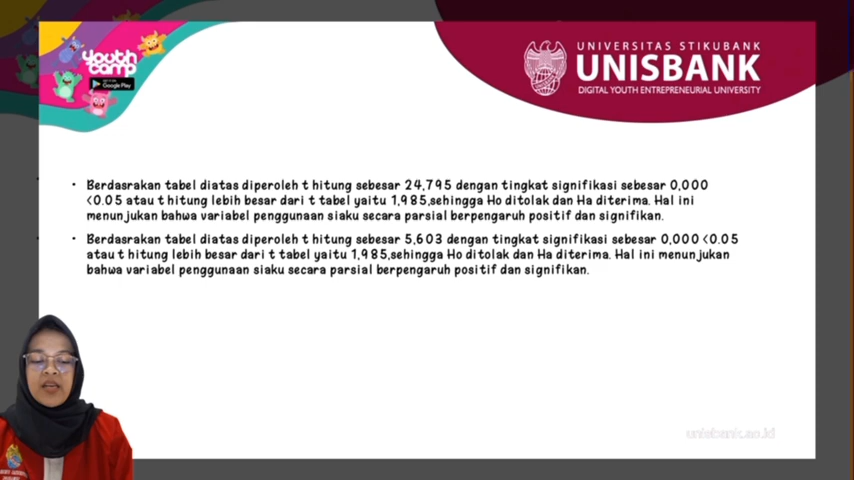 youth
camp
GET IT ON
Google Play
UNIVERSITAS STIKUBANK
UNISBANK
DIGITAL YOUTH ENTREPRENEURIAL UNIVERSITY
• Berdasrakan tabel diatas diperoleh t hitung sebesar 24,795 dengan tingkat signifikasi sebesar 0,000
<0.05 atau t hitung lebih besar dari t tabel yaitu 1,985,sehingga Ho ditolak dan Ha diterima. Hal ini
menunjukan bahwa variabel penggunaan siaku secara parsial berpengaruh positif dan signifikan.
• Berdasrakan tabel diatas diperoleh t hitung sebesar 5,603 dengan tingkat signifikasi sebesar 0,000 <0.05
atau t hitung lebih besar dari t tabel yaitu 1,985,sehingga Ho ditolak dan Ha diterima. Hal ini menunjukan
bahwa variabel penggunaan siaku secara parsial berpengaruh positif dan signifikan.
unisbank.ac.id